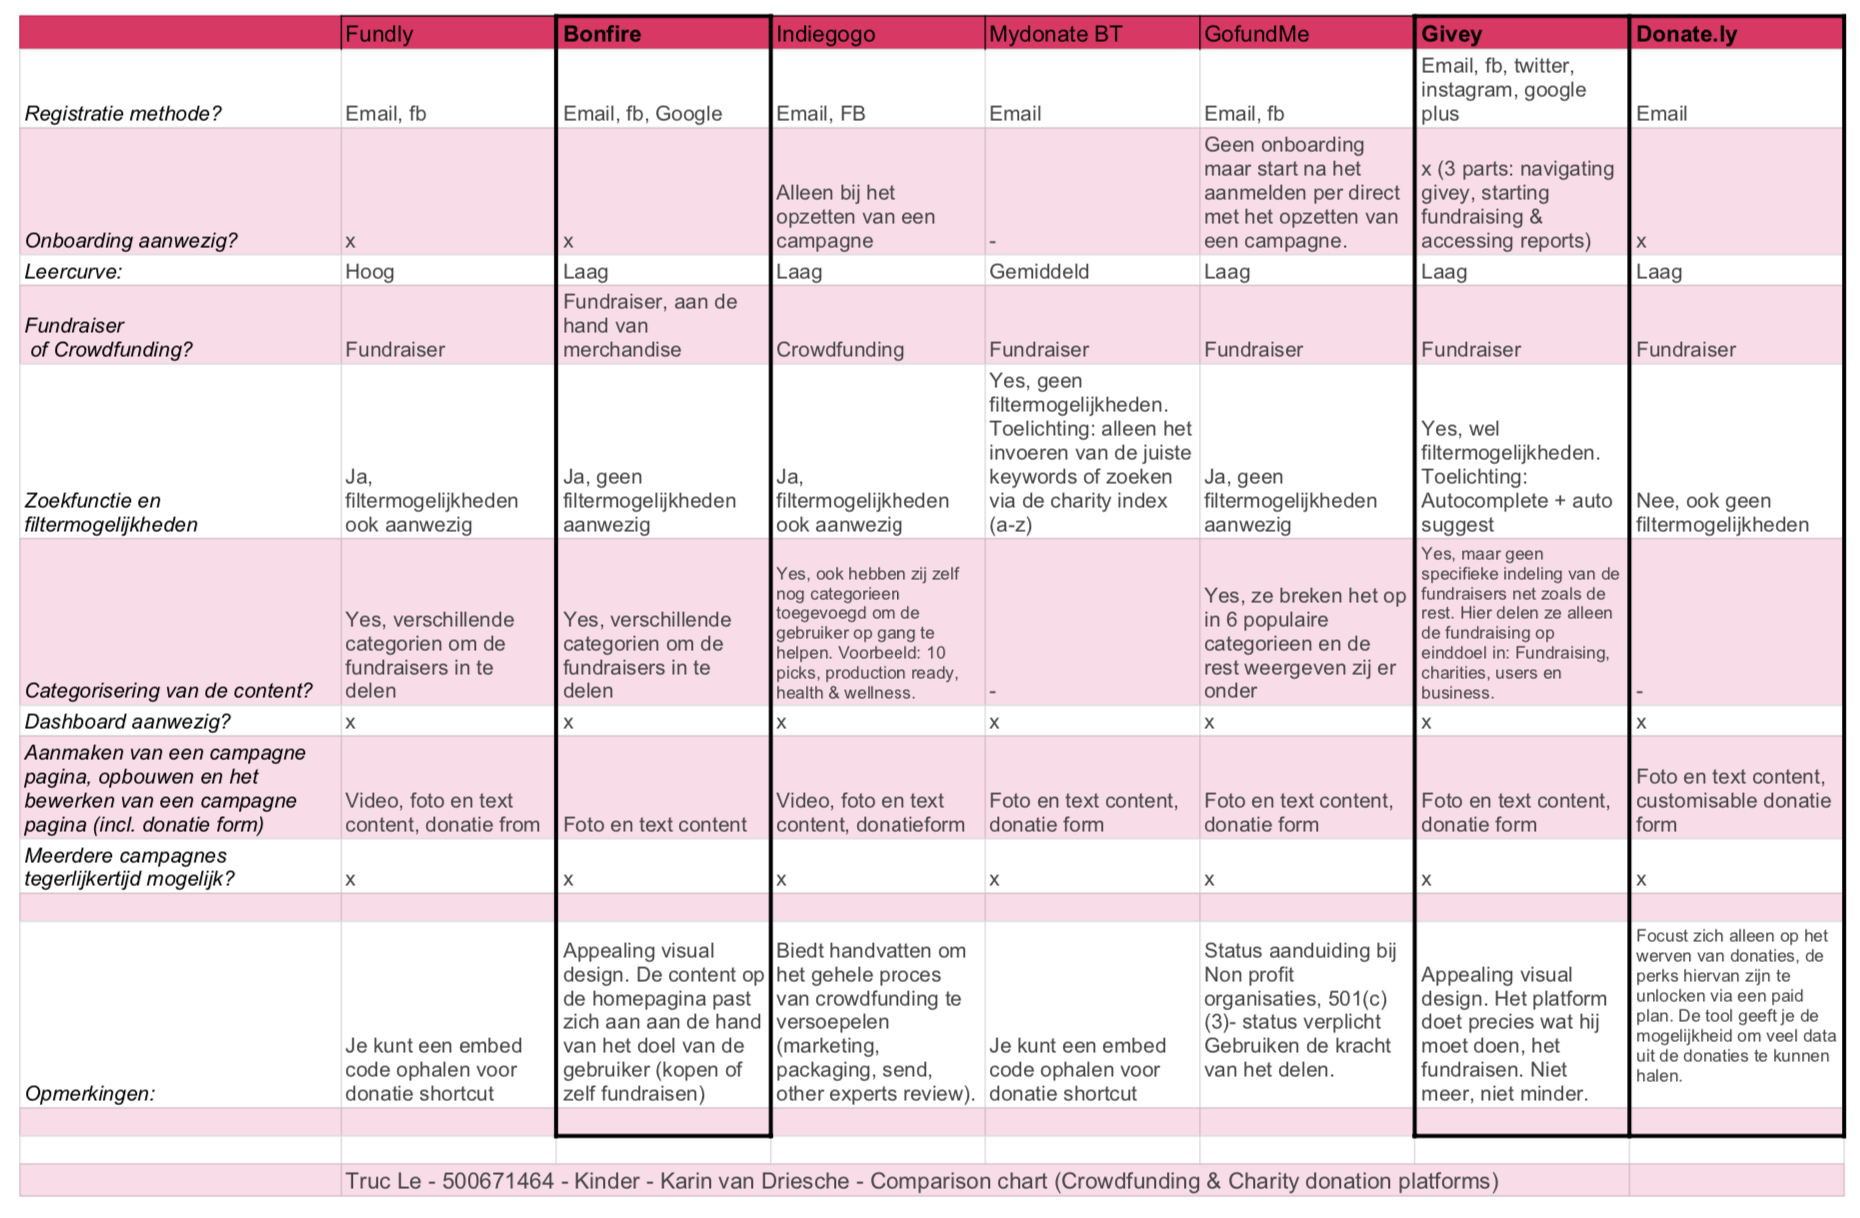 Fundly Bonfire Indiegogo Mydonate BT GofundMe Givey Donate.ly
Registratie methode?
Email, fb
Email, fb, Google
Email, FB
Email
Email, fb
Email, fb, twitter,
instagram, google
plus
Email
Onboarding aanwezig?
x
x
Alleen bij het
opzetten van een
campagne
-
Geen onboarding
maar start na het
aanmelden per direct
met het opzetten van
een campagne.
x (3 parts: navigating
givey, starting
fundraising &
accessing reports)
x
Leercurve:
Hoog
Laag
Laag
Gemiddeld
Laag
Laag
Laag
Fundraiser
of Crowdfunding?
Fundraiser
Fundraiser, aan de
hand van
merchandise
Crowdfunding
Fundraiser
Fundraiser
Fundraiser
Fundraiser
Zoekfunctie en
filtermogelijkheden
Ja,
filtermogelijkheden
ook aanwezig
Ja, geen
filtermogelijkheden
aanwezig
Ja,
filtermogelijkheden
ook aanwezig
Yes, geen
filtermogelijkheden.
Toelichting: alleen het
invoeren van de juiste
keywords of zoeken
via de charity index
(a-z)
Ja, geen
filtermogelijkheden
aanwezig
Yes, wel
filtermogelijkheden.
Toelichting:
Autocomplete + auto
suggest
Nee, ook geen
filtermogelijkheden
Categorisering van de content?
Yes, verschillende
categorien om de
fundraisers in te
delen
Yes, verschillende
categorien om de
fundraisers in te
delen
Yes, ook hebben zij zelf
nog categorieen
toegevoegd om de
gebruiker op gang te
helpen. Voorbeeld: 10
picks, production ready,
health & wellness.
-
Yes, ze breken het op
in 6 populaire
categorieen en de
rest weergeven zij er
onder
Yes, maar geen
specifieke indeling van de
fundraisers net zoals de
rest. Hier delen ze alleen
de fundraising op
einddoel in: Fundraising,
charities, users en
business.
-
Dashboard aanwezig?
x
x
x
x
x
x
x
Aanmaken van een campagne
pagina, opbouwen en het
bewerken van een campagne
pagina (incl. donatie form)
Video, foto en text
content, donatie from
Foto en text content
Video, foto en text
content, donatieform
Foto en text content,
donatie form
Foto en text content,
donatie form
Foto en text content,
donatie form
Foto en text content,
customisable donatie
form
Meerdere campagnes
tegerlijkertijd mogelijk?
x
x
x
x
x
x
x
Opmerkingen:
Je kunt een embed
code ophalen voor
donatie shortcut
Appealing visual
design. De content op
de homepagina past
zich aan aan de hand
van het doel van de
gebruiker (kopen of
zelf fundraisen)
Biedt handvatten om
het gehele proces
van crowdfunding te
versoepelen
(marketing,
packaging, send,
other experts review).
Je kunt een embed
code ophalen voor
donatie shortcut
Status aanduiding bij
Non profit
organisaties, 501(c)
(3)- status verplicht
Gebruiken de kracht
van het delen.
Appealing visual
design. Het platform
doet precies wat hij
moet doen, het
fundraisen. Niet
meer, niet minder.
Focust zich alleen op het
werven van donaties, de
perks hiervan zijn te
unlocken via een paid
plan. De tool geeft je de
mogelijkheid om veel data
uit de donaties te kunnen
halen.
Truc Le - 500671464 - Kinder - Karin van Driesche - Comparison chart (Crowdfunding & Charity donation platforms)